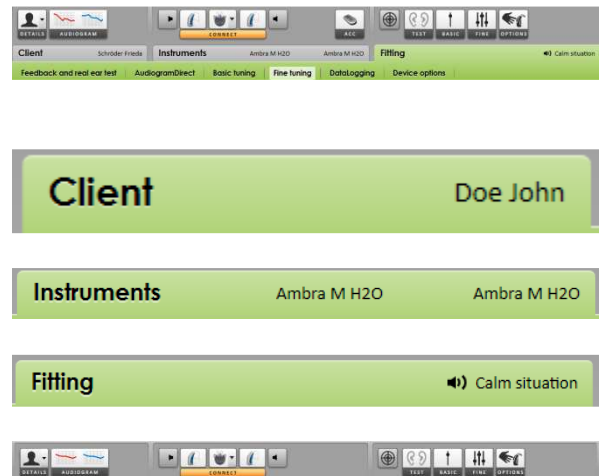 DETAILS AUDIOGRAM CONNECT ACC TEST BASIC FINE OPTIONS
Client Schröder Frieda Instruments Ambra M H2O Ambra M H2O Fitting Calm situation
Feedback and real ear test AudiogramDirect Basic tuning Fine tuning DataLogging Device options
Client Doe John
Instruments Ambra M H2O Ambra M H2O
Fitting Calm situation
DETAILS AUDIOGRAM CONNECT TEST BASIC FINE OPTIONS